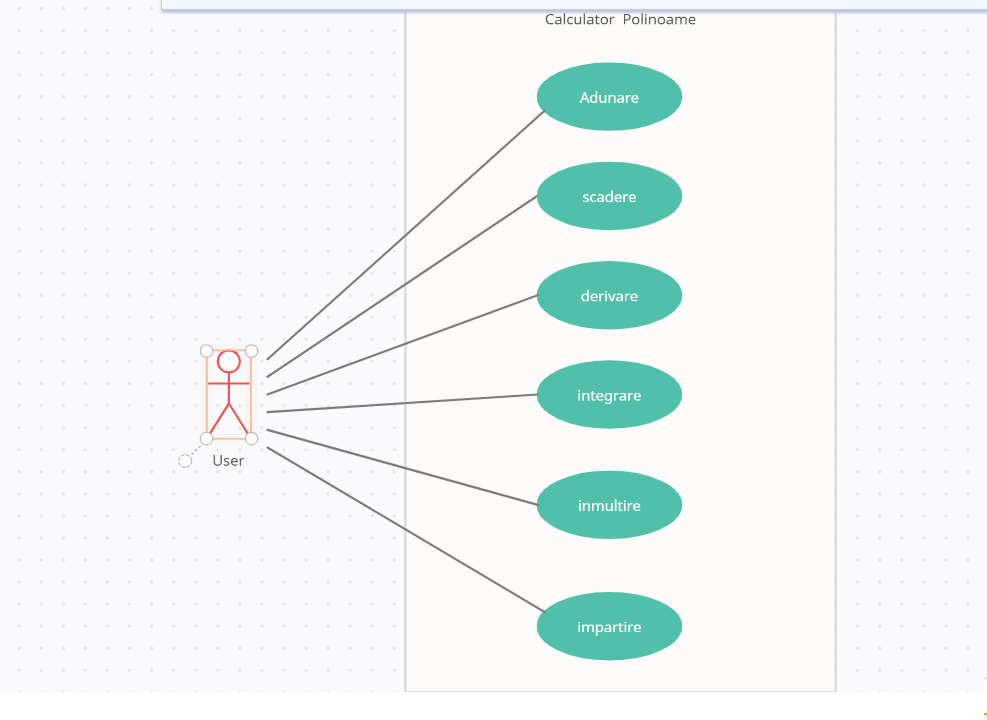 Calculator Polinoame
Adunare
scadere
derivare
integrare
inmultire
impartire
User